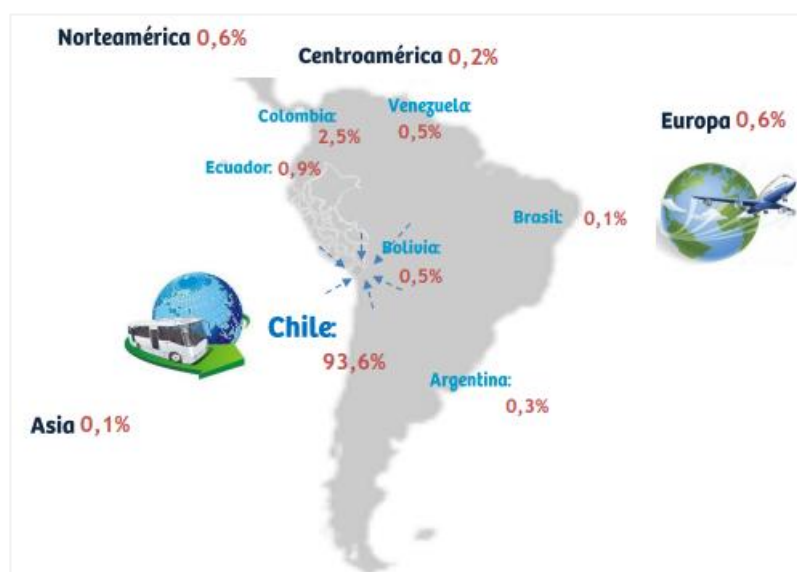 Norteamérica 0,6%
Centroamérica 0,2%
Colombia:
2,5%
Venezuela:
0,5%
Europa 0,6%
Ecuador: 0,9%
Brasil: 0,1%
Bolivia:
0,5%
Chile:
93,6%
Argentina:
0,3%
Asia 0,1%